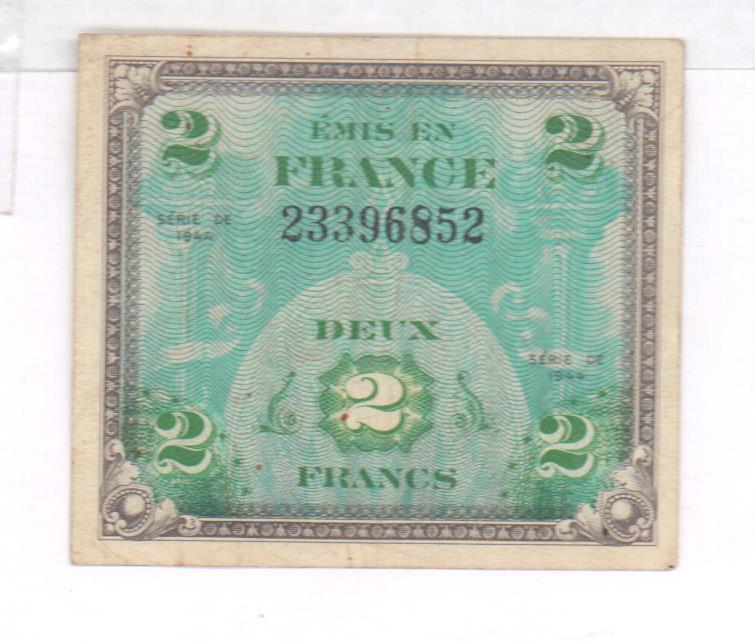 2 2
ÉMIS EN
FRANCE
SÉRIE DE
1944
23396852
DEUX
2
SÉRIE DE
1944
2 2
FRANCS